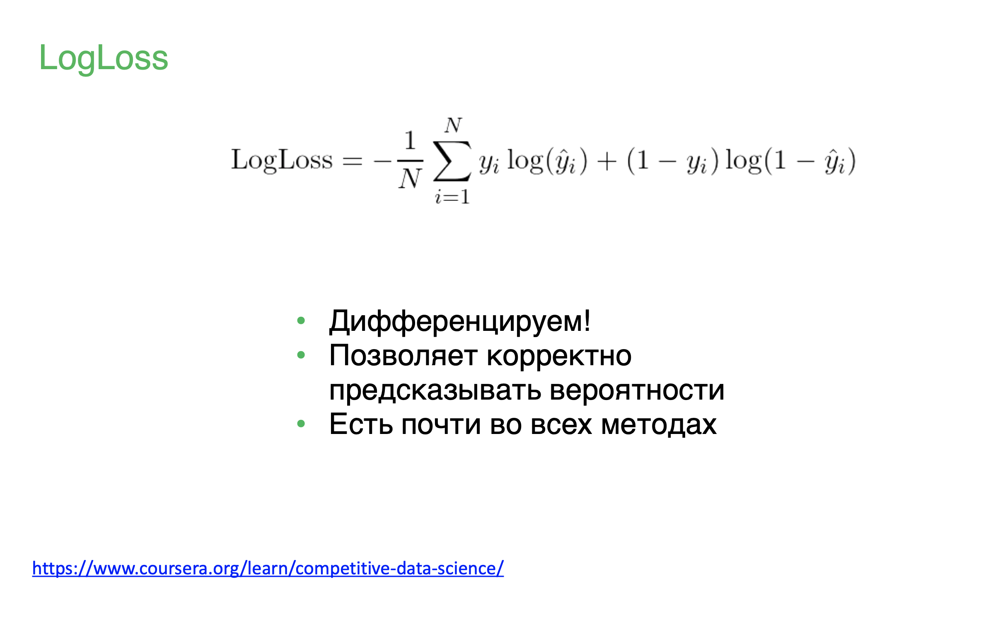 LogLoss
LogLoss = -\frac{1}{N} \sum_{i=1}^{N} y_i \log(\hat{y}_i) + (1 - y_i) \log(1 - \hat{y}_i)
• Дифференцируем!
• Позволяет корректно
предсказывать вероятности
• Есть почти во всех методах
https://www.coursera.org/learn/competitive-data-science/